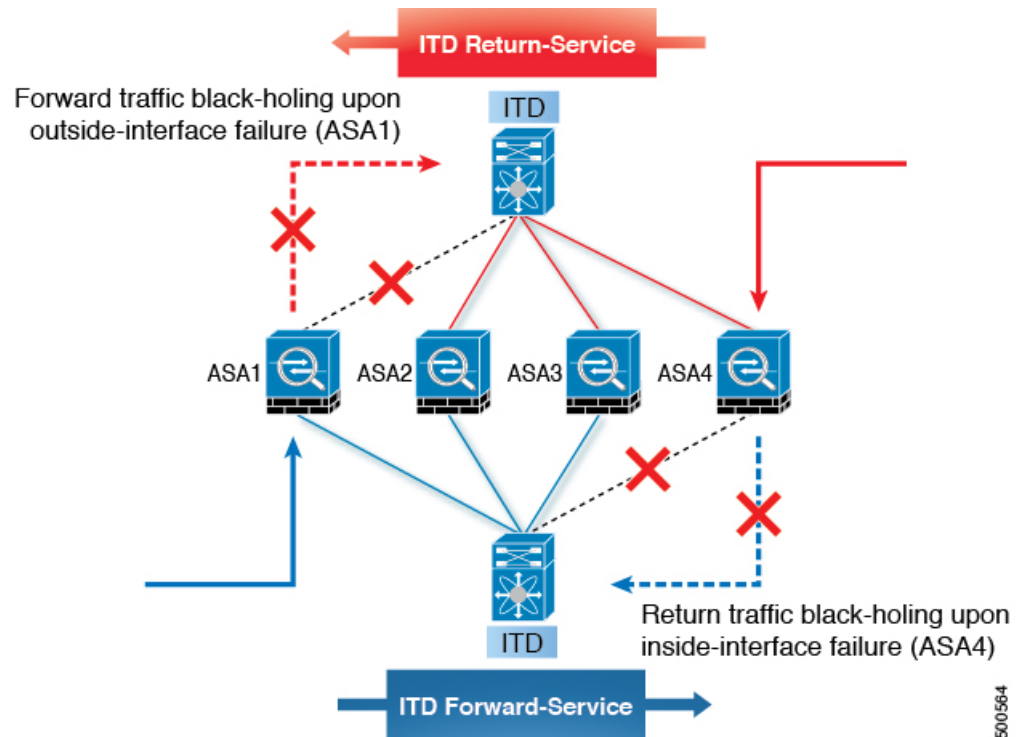 ITD Return-Service
Forward traffic black-holing upon
outside-interface failure (ASA1)
ITD
ASA1
ASA2
ASA3
ASA4
ITD
Return traffic black-holing upon
inside-interface failure (ASA4)
ITD Forward-Service
500564